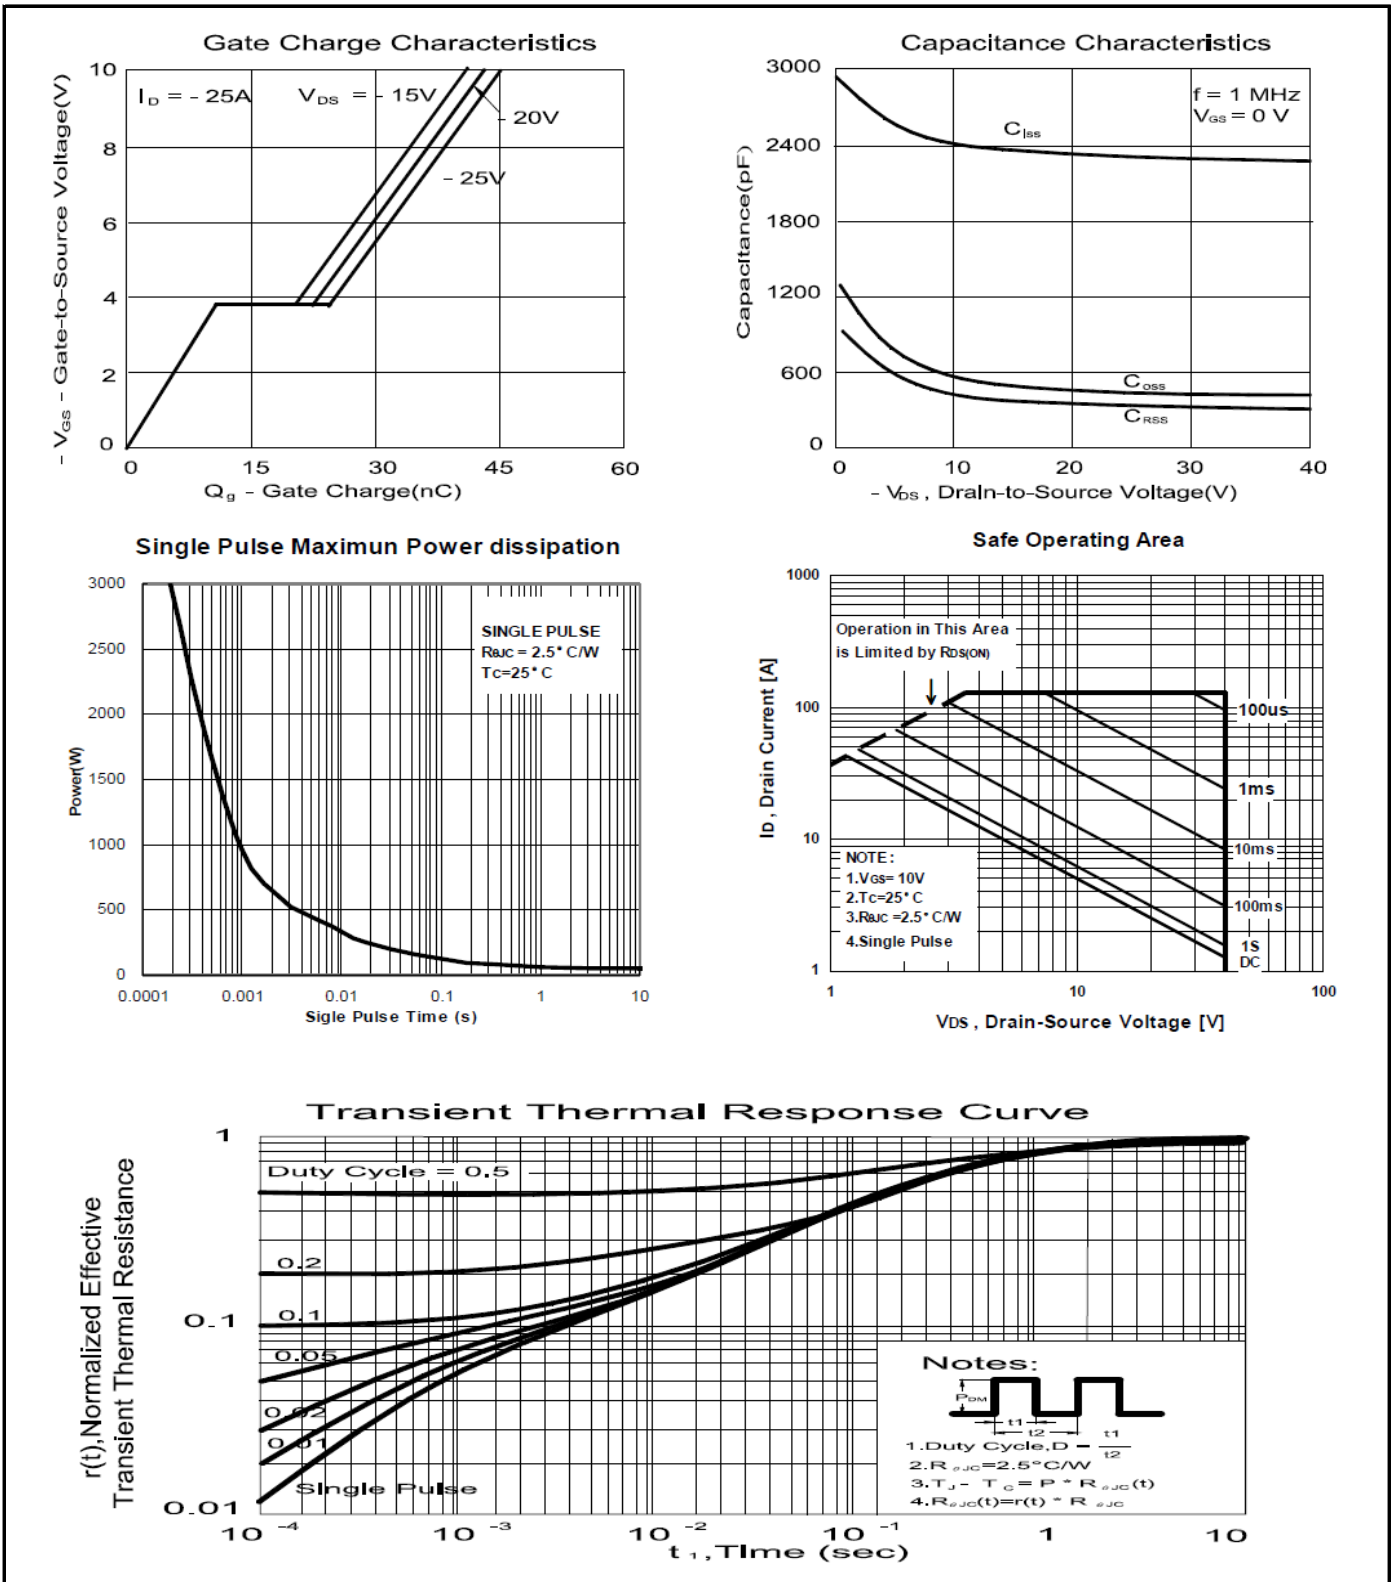 Gate Charge Characteristics
- VGS - Gate-to-Source Voltage(V)
10
8
6
4
2
0
ID = - 25A
VDS = - 15V
- 20V
- 25V
0 15 30 45 60
Qg - Gate Charge(nC)
Capacitance Characteristics
Capacitance(pF)
3000
2400
1800
1200
600
0
f = 1 MHz
VGS = 0 V
CIss
Coss
CRSS
0 10 20 30 40
- VDS , Drain-to-Source Voltage(V)
Single Pulse Maximun Power dissipation
Power(W)
3000
2500
2000
1500
1000
500
0
SINGLE PULSE
RθJC = 2.5° C/W
TC=25° C
0.0001 0.001 0.01 0.1 1 10
Sigle Pulse Time (s)
Safe Operating Area
ID , Drain Current [A]
1000
100
10
1
Operation in This Area
is Limited by RDS(ON)
100us
1ms
10ms
100ms
1S
DC
NOTE :
1.VGS= 10V
2.TC=25° C
3.RθJC =2.5° C/W
4.Single Pulse
1 10 100
VDS , Drain-Source Voltage [V]
Transient Thermal Response Curve
r(t),Normalized Effective
Transient Thermal Resistance
1
0.1
0.01
Duty Cycle = 0.5
0.2
0.1
0.05
0.02
0.01
Single Pulse
Notes:
PDM
t1
t2
1.Duty Cycle,D = t1/t2
2.RθJC=2.5°C/W
3.TJ - TC = P * RθJC(t)
4.RθJC(t)=r(t) * RθJC
10 -4 10 -3 10 -2 10 -1 1 10
t1,TIme (sec)